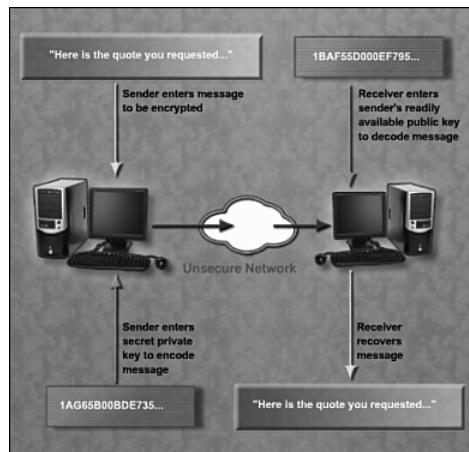 "Here is the quote you requested..."
1BAF55D000EF795...
Sender enters message
to be encrypted
Receiver enters
sender's readily
available public key
to decode message
Unsecure Network
Sender enters
secret private
key to encode
message
Receiver
recovers
message
1AG65B00BDE735...
"Here is the quote you requested..."